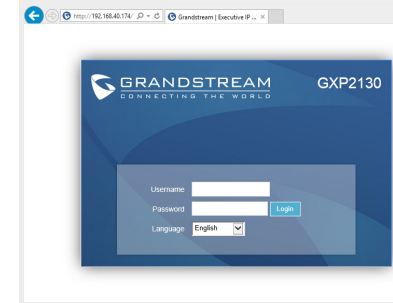 http://192.168.40.174/
Grandstream | Executive IP ...
GRANDSTREAM
CONNECTING THE WORLD
GXP2130
Username
Password
Login
Language
English